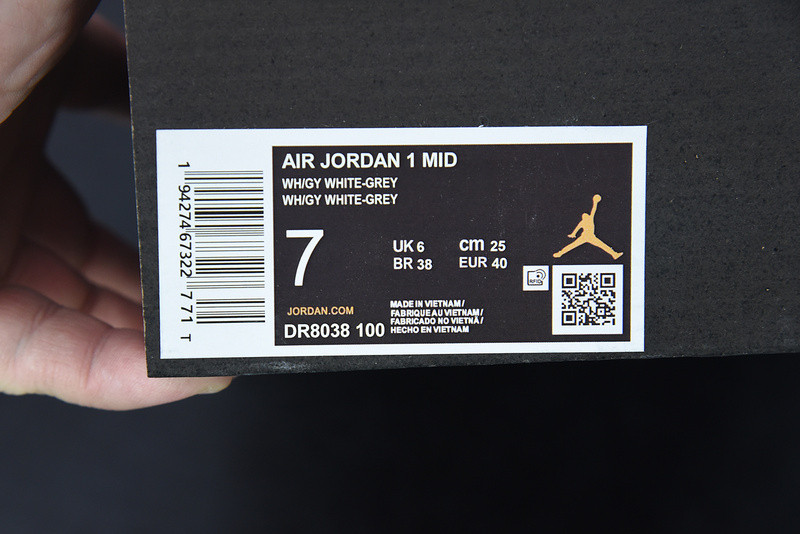 AIR JORDAN 1 MID
WH/GY WHITE-GREY
WH/GY WHITE-GREY
7
UK 6
cm 25
BR 38
EUR 40
RFID
JORDAN.COM
DR8038 100
MADE IN VIETNAM /
FABRIQUE AU VIETNAM /
FABRICADO NO VIETNÃ /
HECHO EN VIETNAM
1 94274 67322 7 71 T